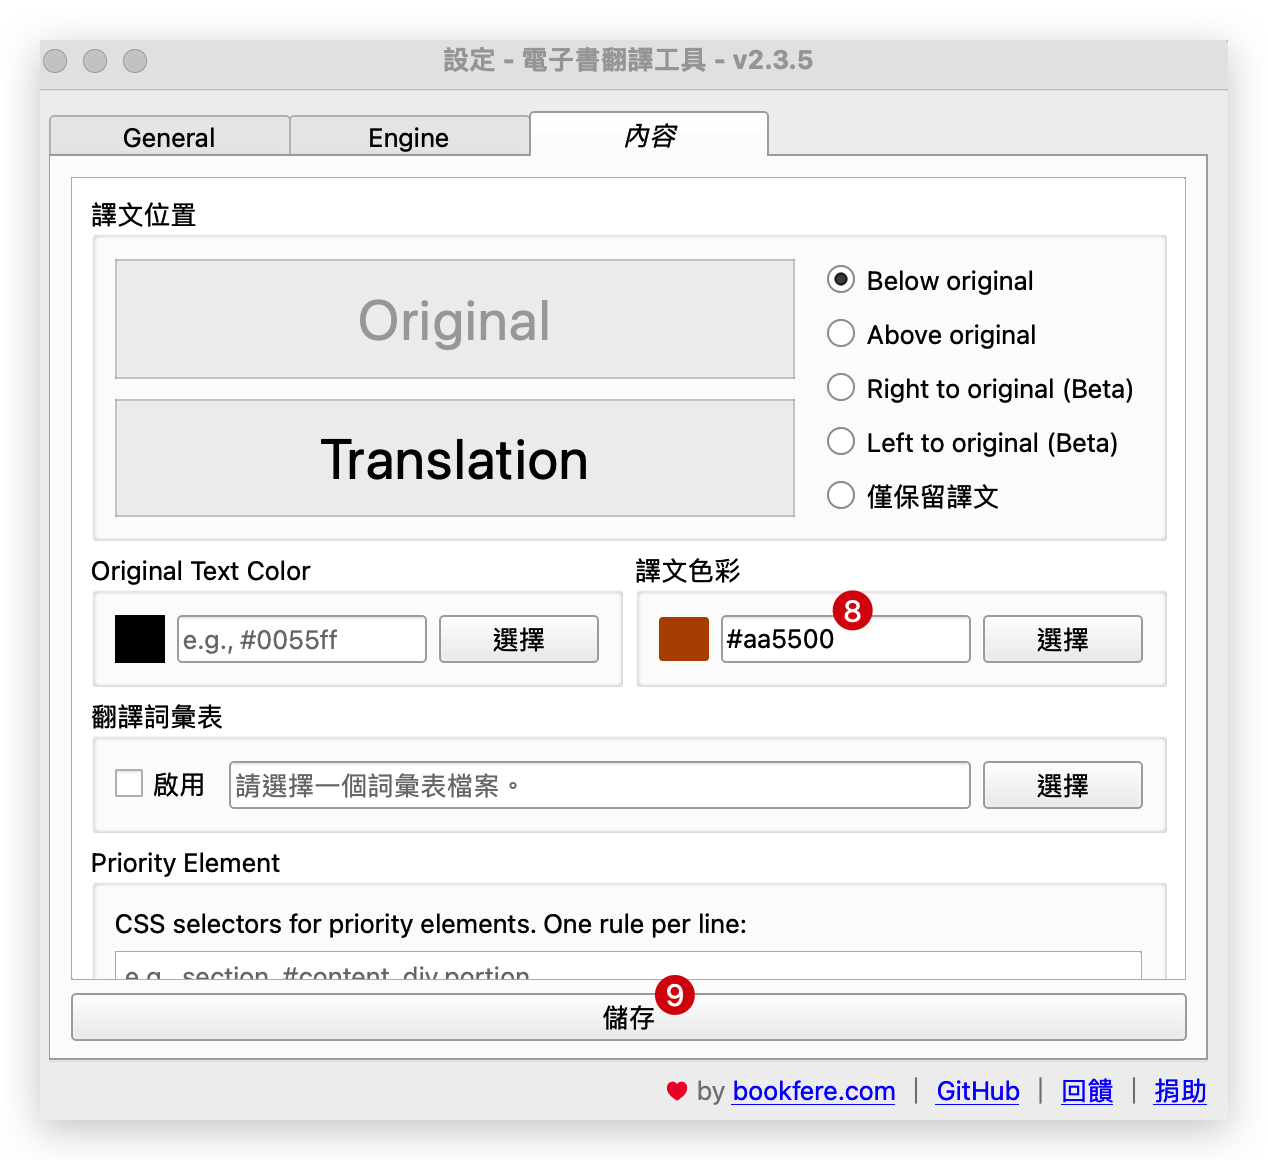 設定 - 電子書翻譯工具 - v2.3.5
General Engine 內容
譯文位置
Original
Translation
Below original
Above original
Right to original (Beta)
Left to original (Beta)
僅保留譯文
Original Text Color
e.g., #0055ff 選擇
譯文色彩
8
#aa5500 選擇
翻譯詞彙表
啟用 請選擇一個詞彙表檔案。 選擇
Priority Element
CSS selectors for priority elements. One rule per line:
e.g., section, #content, div.portion
9
儲存
by bookfere.com | GitHub | 回饋 | 捐助